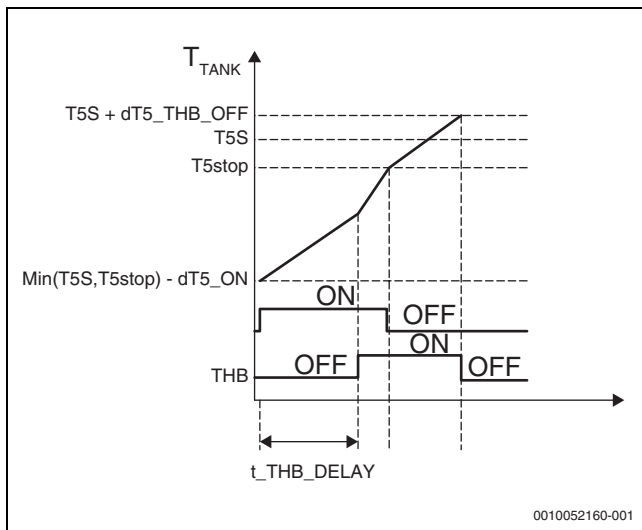 T_TANK
T5S + dT5_THB_OFF
T5S
T5stop
Min(T5S,T5stop) - dT5_ON
ON
OFF
ON
THB
OFF
OFF
t_THB_DELAY
0010052160-001